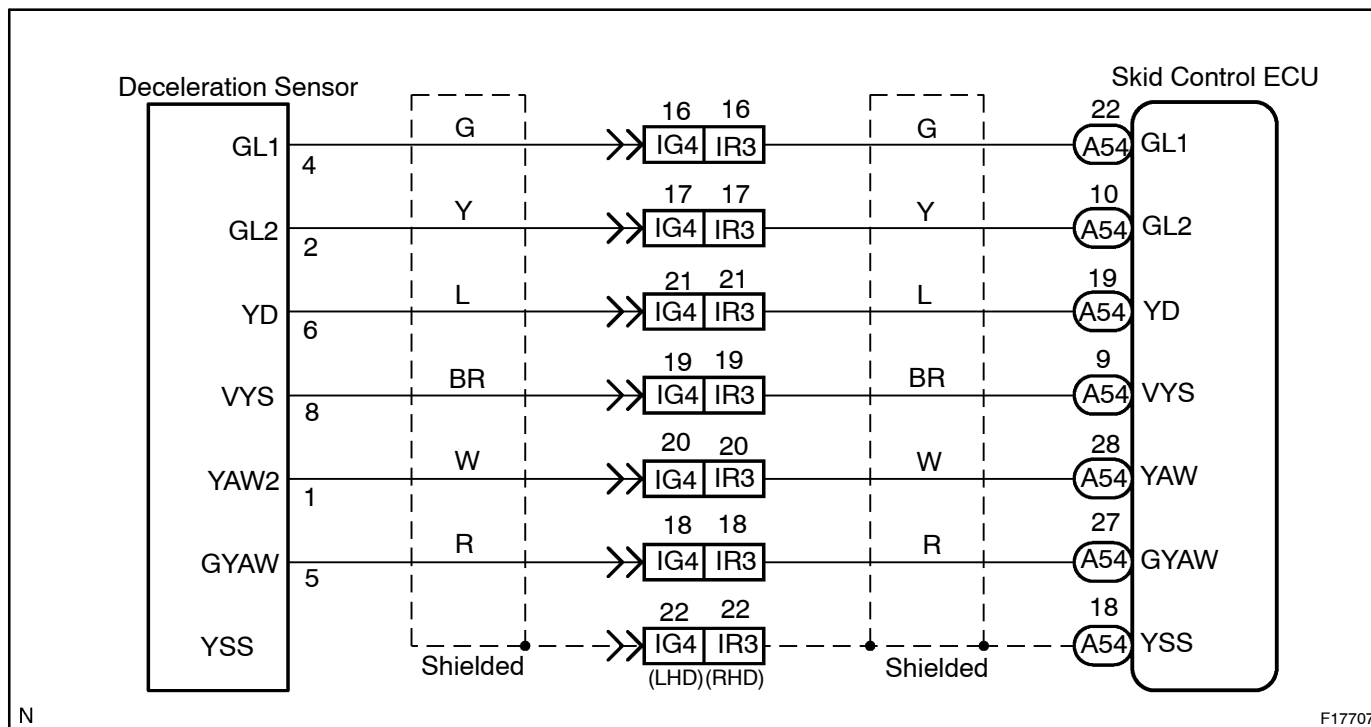 Deceleration Sensor
Skid Control ECU
GL1 4 G 16 16 IG4 IR3 G 22 A54 GL1
GL2 2 Y 17 17 IG4 IR3 Y 10 A54 GL2
YD 6 L 21 21 IG4 IR3 L 19 A54 YD
VYS 8 BR 19 19 IG4 IR3 BR 9 A54 VYS
YAW2 1 W 20 20 IG4 IR3 W 28 A54 YAW
GYAW 5 R 18 18 IG4 IR3 R 27 A54 GYAW
YSS 22 22 IG4 IR3 18 A54 YSS
Shielded (LHD) (RHD) Shielded
N F17707